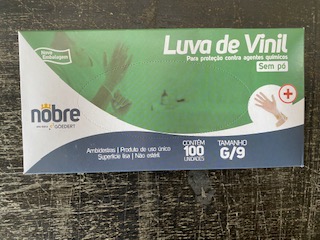 Nova
Embalagem
Luva de Vinil
Para proteção contra agentes químicos
Sem pó
nobre
Ambidestras | Produto de uso único
Superfície lisa | Não estéril
CONTÉM
100
UNIDADES
TAMANHO
G/9